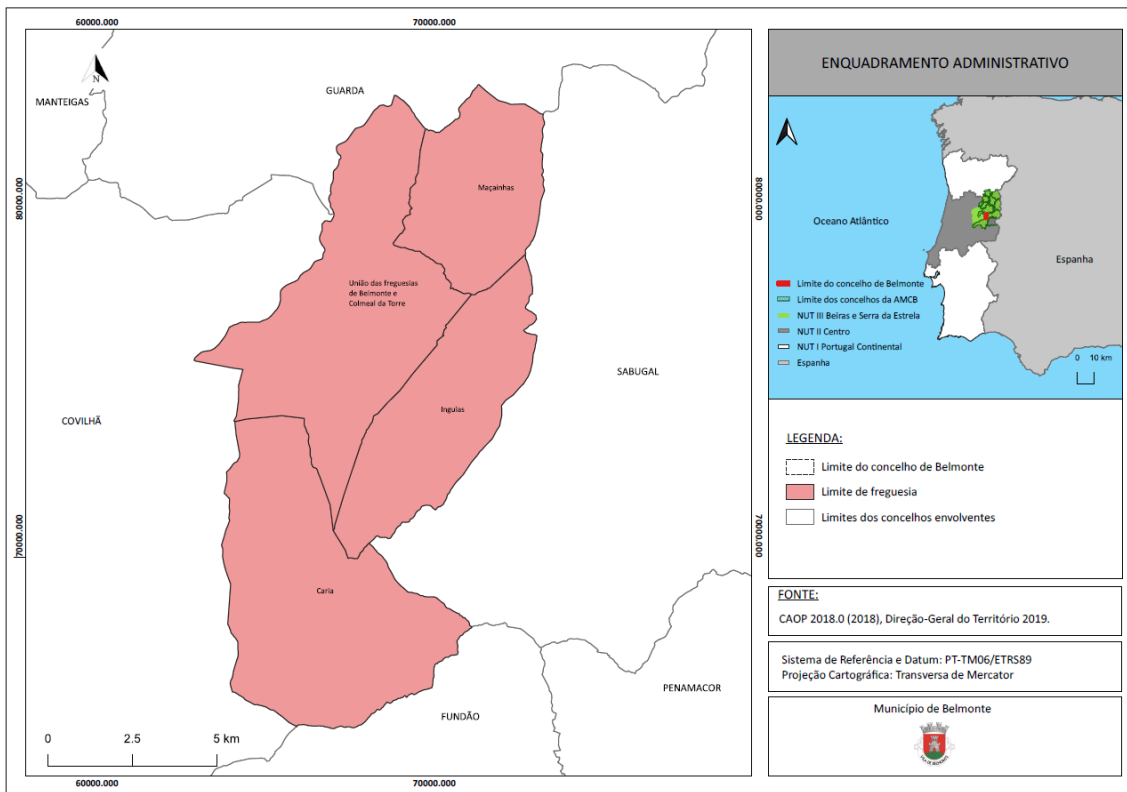 60000.000
70000.000
N
MANTEIGAS
GUARDA
Maçainhas
80000.000
80000.000
União das freguesias
de Belmonte e
Colmeal da Torre
SABUGAL
COVILHÃ
Ingulas
70000.000
70000.000
Caria
PENAMACOR
FUNDÃO
0 2.5 5 km
60000.000
70000.000
ENQUADRAMENTO ADMINISTRATIVO
Oceano Atlântico
Espanha
Limite do concelho de Belmonte
Limite dos concelhos da AMCB
NUT III Beiras e Serra da Estrela
NUT II Centro
NUT I Portugal Continental
Espanha
0 10 km
LEGENDA:
Limite do concelho de Belmonte
Limite de freguesia
Limites dos concelhos envolventes
FONTE:
CAOP 2018.0 (2018), Direção-Geral do Território 2019.
Sistema de Referência e Datum: PT-TM06/ETRS89
Projeção Cartográfica: Transversa de Mercator
Município de Belmonte